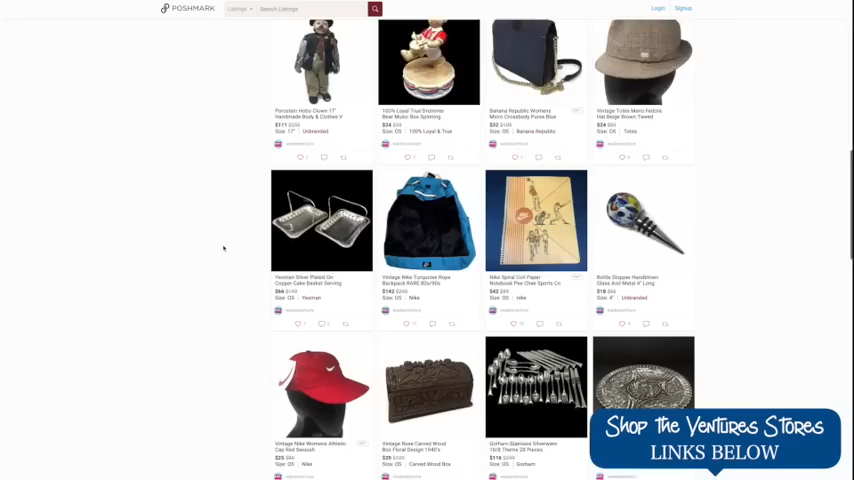 POSHMARK
Listings
Search Listings
Login
Signup
Porcelain Hobo Clown 17"
Handmade Body & Clothes V
$111
Size: 17" | Unbranded
100% Loyal True Drummer
Bear Music Box Spinning
$24
Size: OS | 100% Loyal & True
Banana Republic Womens
Micro Crossbody Purse Blue
$32
Size: OS | Banana Republic
Vintage Totes Mens Fedora
Hat Beige Brown Tweed
$24
Size: OS | Totes
Yeoman Silver Plated On
Copper Cake Basket Serving
$66
Size: OS | Yeoman
Vintage Nike Turquoise Rope
Backpack RARE 80s/90s
$142
Size: OS | Nike
Nike Spiral Coil Paper
Notebook Pee Chee Sports Co
$42
Size: OS | nike
Bottle Stopper Handblown
Glass And Metal 4" Long
$18
Size: 4" | Unbranded
Vintage Nike Womens Athletic
Cap Red Swoosh
$25
Size: OS | Nike
Vintage Rose Carved Wood
Box Floral Design 1940's
$29
Size: OS | Carved Wood Box
Gorham Stainless Silverware
18/8 Theme 28 Pieces
$116
Size: OS | Gorham
Shop the Ventures Stores
LINKS BELOW